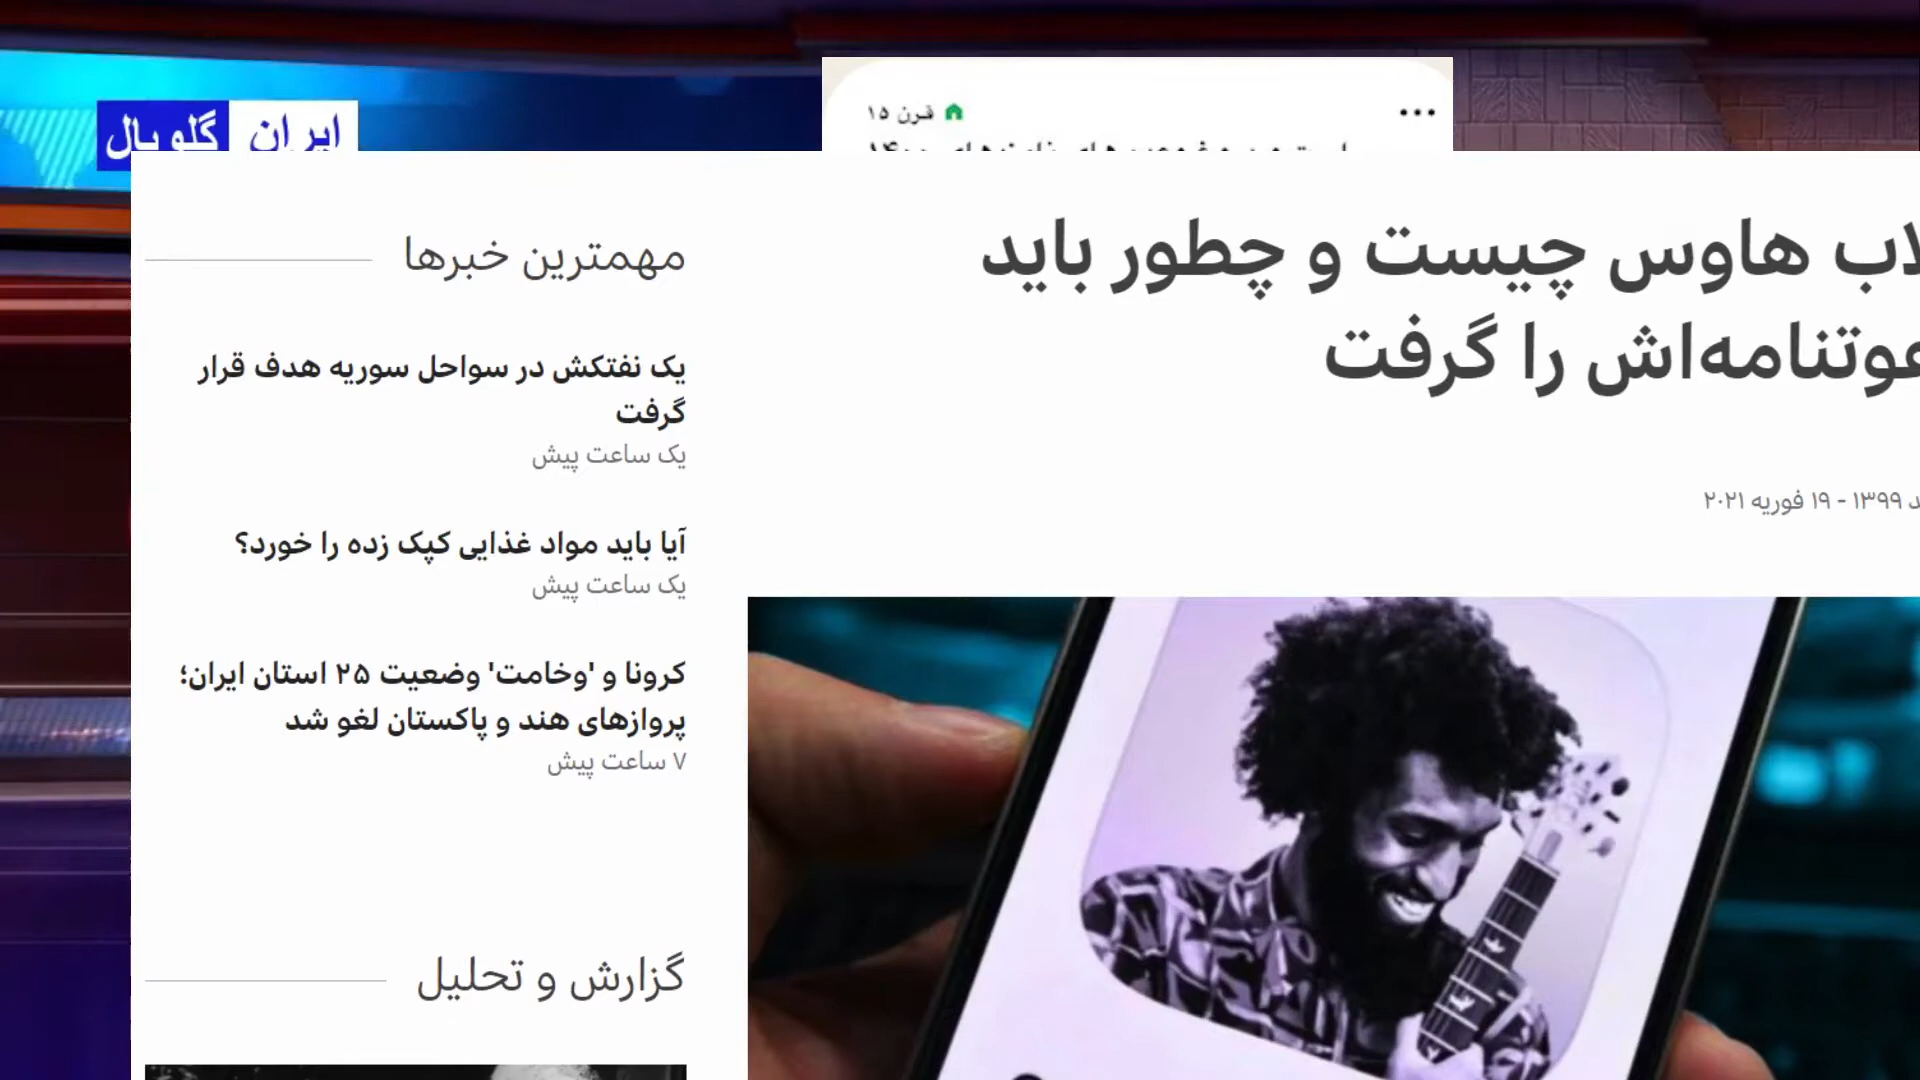 ایران گلوبال
قرن ۱۵
مهمترین خبرها
یک نفتکش در سواحل سوریه هدف قرار
گرفت
یک ساعت پیش
آیا باید مواد غذایی کپک زده را خورد؟
یک ساعت پیش
کرونا و 'وخامت' وضعیت ۲۵ استان ایران؛
پروازهای هند و پاکستان لغو شد
۷ ساعت پیش
گزارش و تحلیل
هاوس چیست و چطور باید
را گرفت
۱۳۹۹ - ۱۹ فوریه ۲۰۲۱